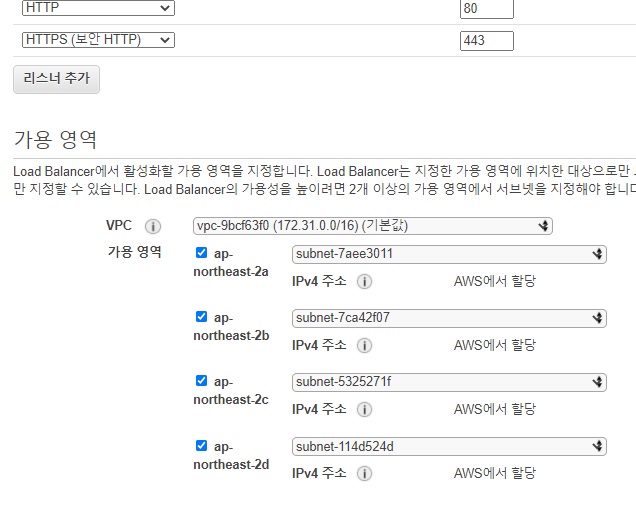 HTTP 80
HTTPS (보안 HTTP) 443
리스너 추가
가용 영역
Load Balancer에서 활성화할 가용 영역을 지정합니다. Load Balancer는 지정한 가용 영역에 위치한 대상으로만
만 지정할 수 있습니다. Load Balancer의 가용성을 높이려면 2개 이상의 가용 영역에서 서브넷을 지정해야 합니다
VPC i vpc-9bcf63f0 (172.31.0.0/16) (기본값)
가용 영역 ap-northeast-2a subnet-7aee3011
IPv4 주소 i AWS에서 할당
ap-northeast-2b subnet-7ca42f07
IPv4 주소 i AWS에서 할당
ap-northeast-2c subnet-5325271f
IPv4 주소 i AWS에서 할당
ap-northeast-2d subnet-114d524d
IPv4 주소 i AWS에서 할당